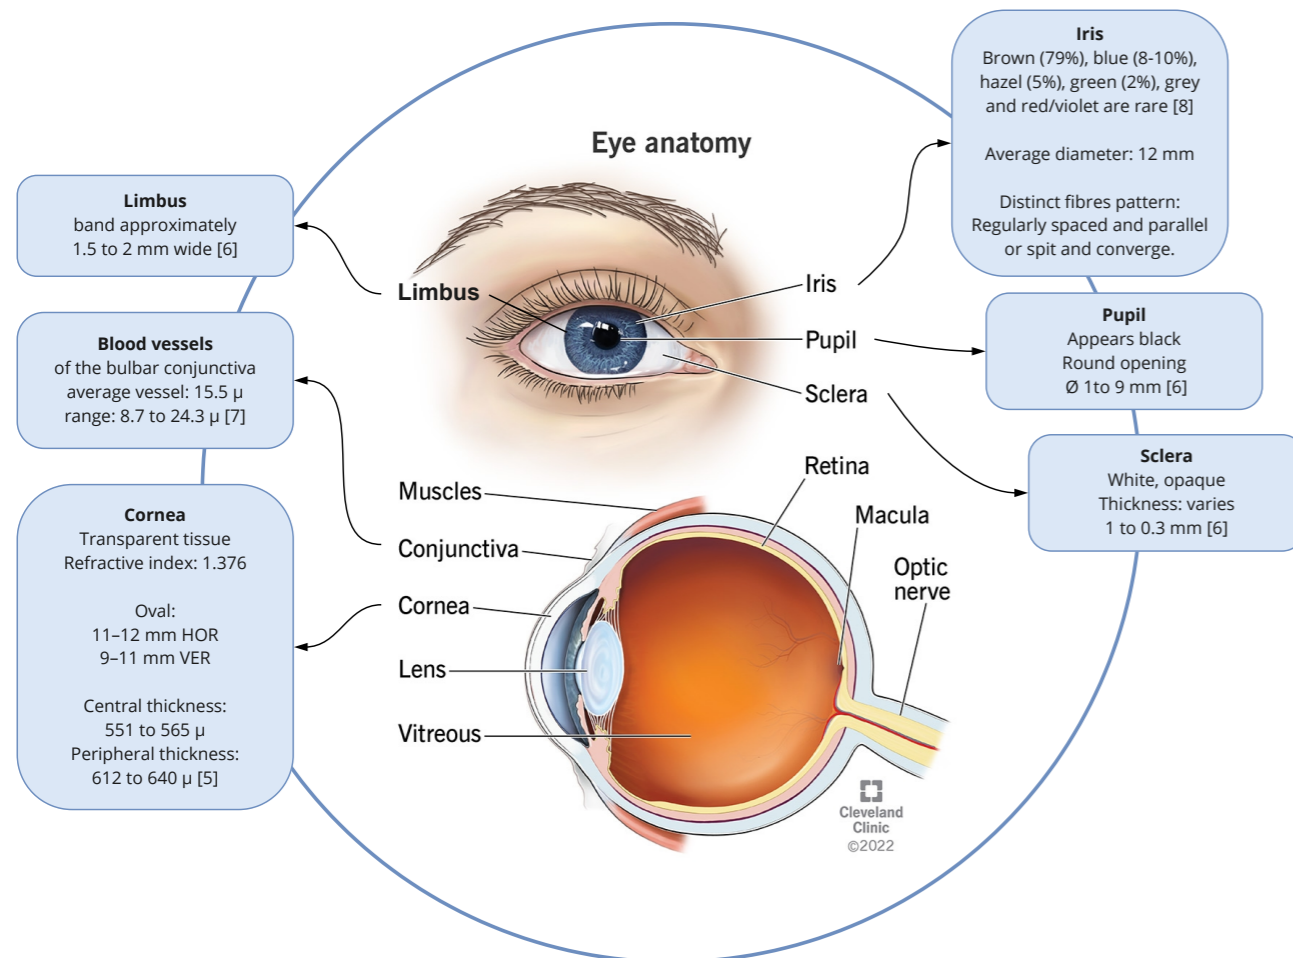 Eye anatomy
Limbus
band approximately
1.5 to 2 mm wide [6]
Blood vessels
of the bulbar conjunctiva
average vessel: 15.5 µ
range: 8.7 to 24.3 µ [7]
Cornea
Transparent tissue
Refractive index: 1.376
Oval:
11–12 mm HOR
9–11 mm VER
Central thickness:
551 to 565 µ
Peripheral thickness:
612 to 640 µ [5]
Limbus
Iris
Pupil
Sclera
Muscles
Conjunctiva
Cornea
Lens
Vitreous
Retina
Macula
Optic
nerve
Cleveland
Clinic
©2022
Iris
Brown (79%), blue (8-10%),
hazel (5%), green (2%), grey
and red/violet are rare [8]
Average diameter: 12 mm
Distinct fibres pattern:
Regularly spaced and parallel
or spit and converge.
Pupil
Appears black
Round opening
Ø 1to 9 mm [6]
Sclera
White, opaque
Thickness: varies
1 to 0.3 mm [6]